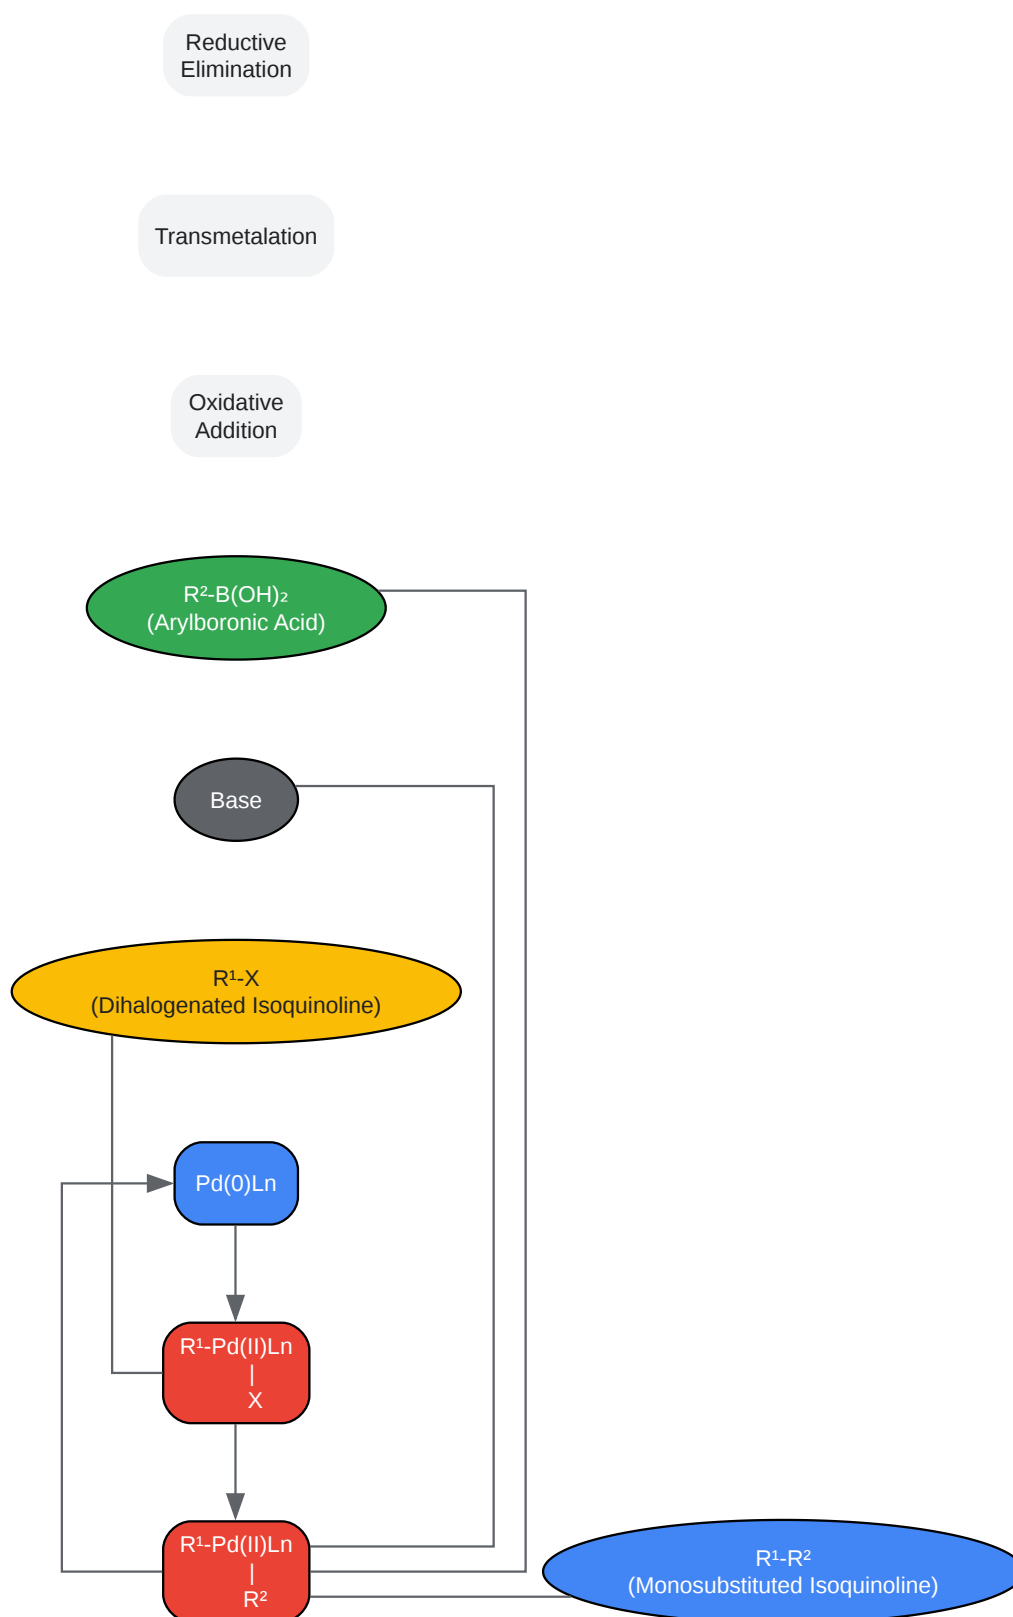 Reductive
Elimination
Transmetalation
Oxidative
Addition
R²-B(OH)₂
(Arylboronic Acid)
Base
R¹-X
(Dihalogenated Isoquinoline)
Pd(0)Ln
R¹-Pd(II)Ln
|
X
R¹-Pd(II)Ln
|
R²
R¹-R²
(Monosubstituted Isoquinoline)